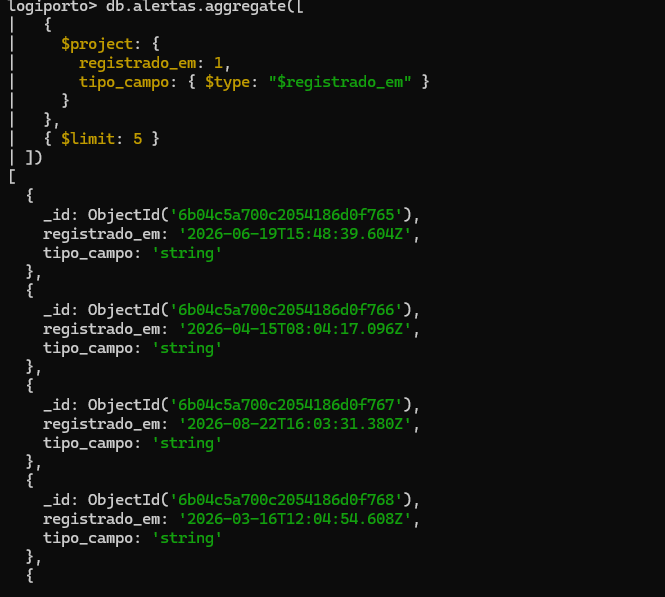 logiporto> db.alertas.aggregate([
|   {
|     $project: {
|       registrado_em: 1,
|       tipo_campo: { $type: "$registrado_em" }
|     }
|   },
|   { $limit: 5 }
| ])
[
  {
    _id: ObjectId('6b04c5a700c2054186d0f765'),
    registrado_em: '2026-06-19T15:48:39.604Z',
    tipo_campo: 'string'
  },
  {
    _id: ObjectId('6b04c5a700c2054186d0f766'),
    registrado_em: '2026-04-15T08:04:17.096Z',
    tipo_campo: 'string'
  },
  {
    _id: ObjectId('6b04c5a700c2054186d0f767'),
    registrado_em: '2026-08-22T16:03:31.380Z',
    tipo_campo: 'string'
  },
  {
    _id: ObjectId('6b04c5a700c2054186d0f768'),
    registrado_em: '2026-03-16T12:04:54.608Z',
    tipo_campo: 'string'
  },
  {